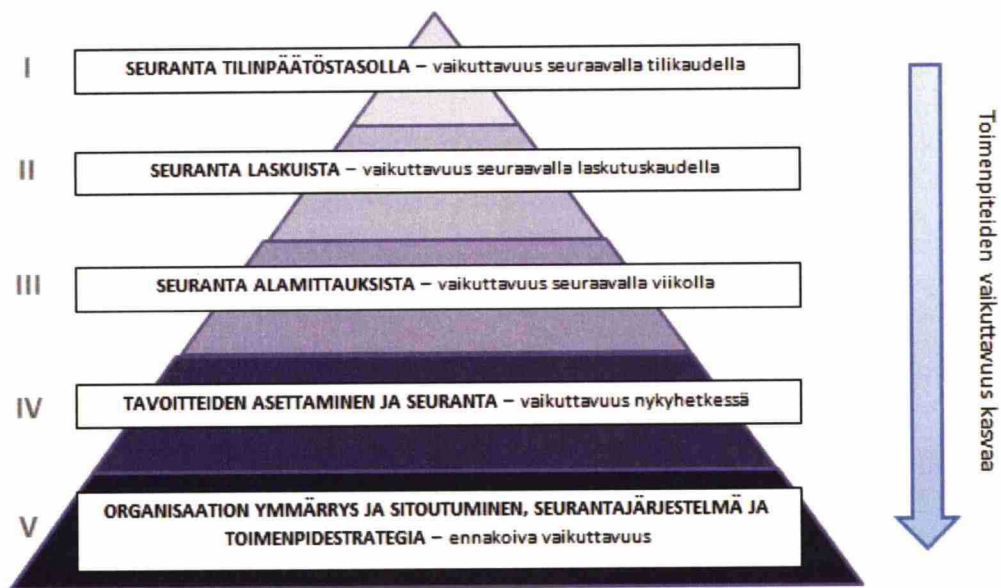 I
SEURANTA TILINPÄÄTÖSTASOLLA – vaikuttavuus seuraavalla tilikaudella
II
SEURANTA LASKUISTA – vaikuttavuus seuraavalla laskutuskaudella
III
SEURANTA ALAMITTAUKSISTA – vaikuttavuus seuraavalla viikolla
IV
TAVOITTEIDEN ASETTAMINEN JA SEURANTA – vaikuttavuus nykyhetkessä
V
ORGANISAATION YMMÄRRYS JA SITOUTUMINEN, SEURANTAJÄRJESTELMÄ JA
TOIMENPIDESTRATEGIA – ennakoiva vaikuttavuus
Toimenpiteiden vaikuttavuus kasvaa